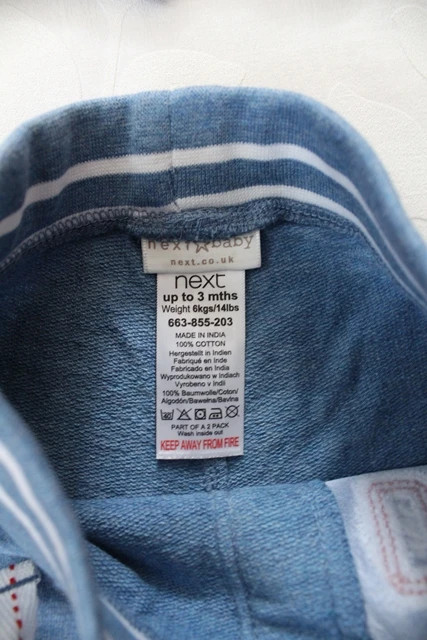 next☆baby
next.co.uk
next
up to 3 mths
Weight 6kgs/14lbs
663-855-203
MADE IN INDIA
100% COTTON
Hergestellt in Indien
Fabriqué en Inde
Fabricado en India
Wyprodukowano w Indiach
Vyrobeno v Indii
100% Baumwolle/Coton/
Algodón/Bawełna/Bavlna
40
PART OF A 2 PACK
Wash inside out
KEEP AWAY FROM FIRE